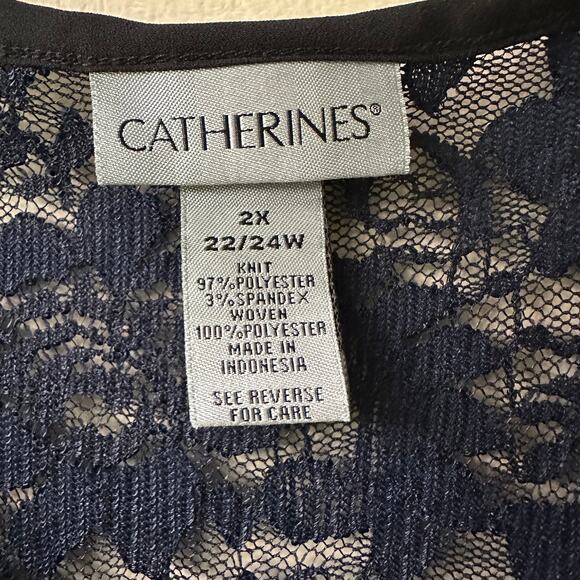 CATHERINES®
2X
22/24W
KNIT
97%POLYESTER
3%SPANDEX
WOVEN
100%POLYESTER
MADE IN
INDONESIA
SEE REVERSE
FOR CARE